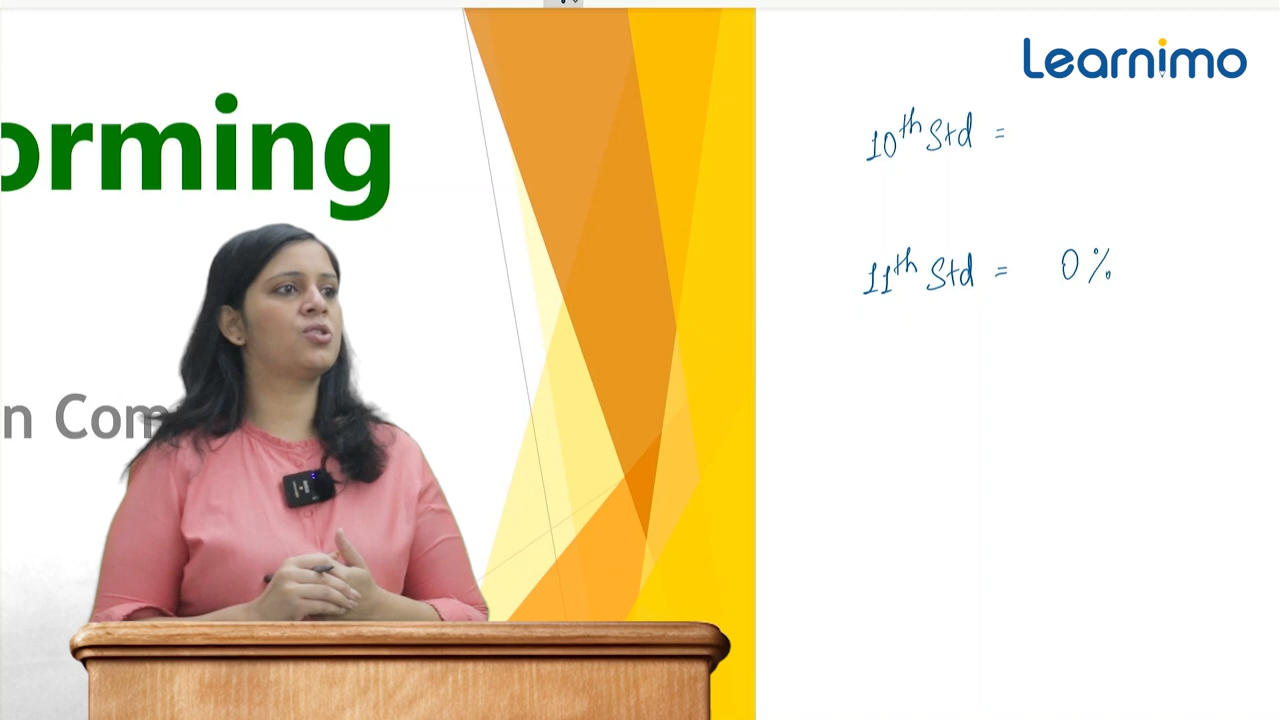 orming
n Com
Learnimo
10th Std =
11th Std = 0%